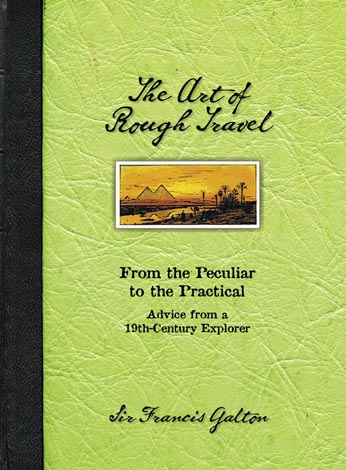 The Art of
Rough Travel
From the Peculiar
to the Practical
Advice from a
19th-Century Explorer
Sir Francis Galton